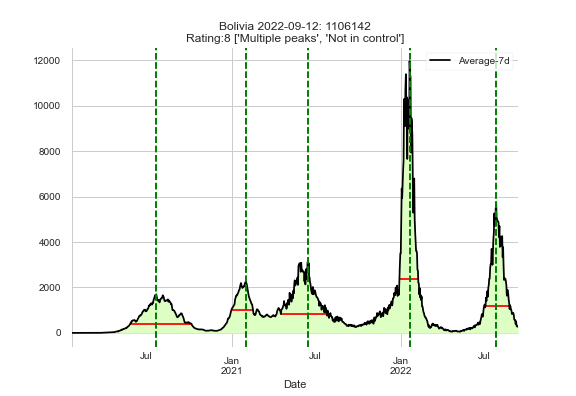 Bolivia 2022-09-12: 1106142
Rating:8 ['Multiple peaks', 'Not in control']
Average-7d
12000
10000
8000
6000
4000
2000
0
Jul
Jan
2021
Jul
Jan
2022
Jul
Date